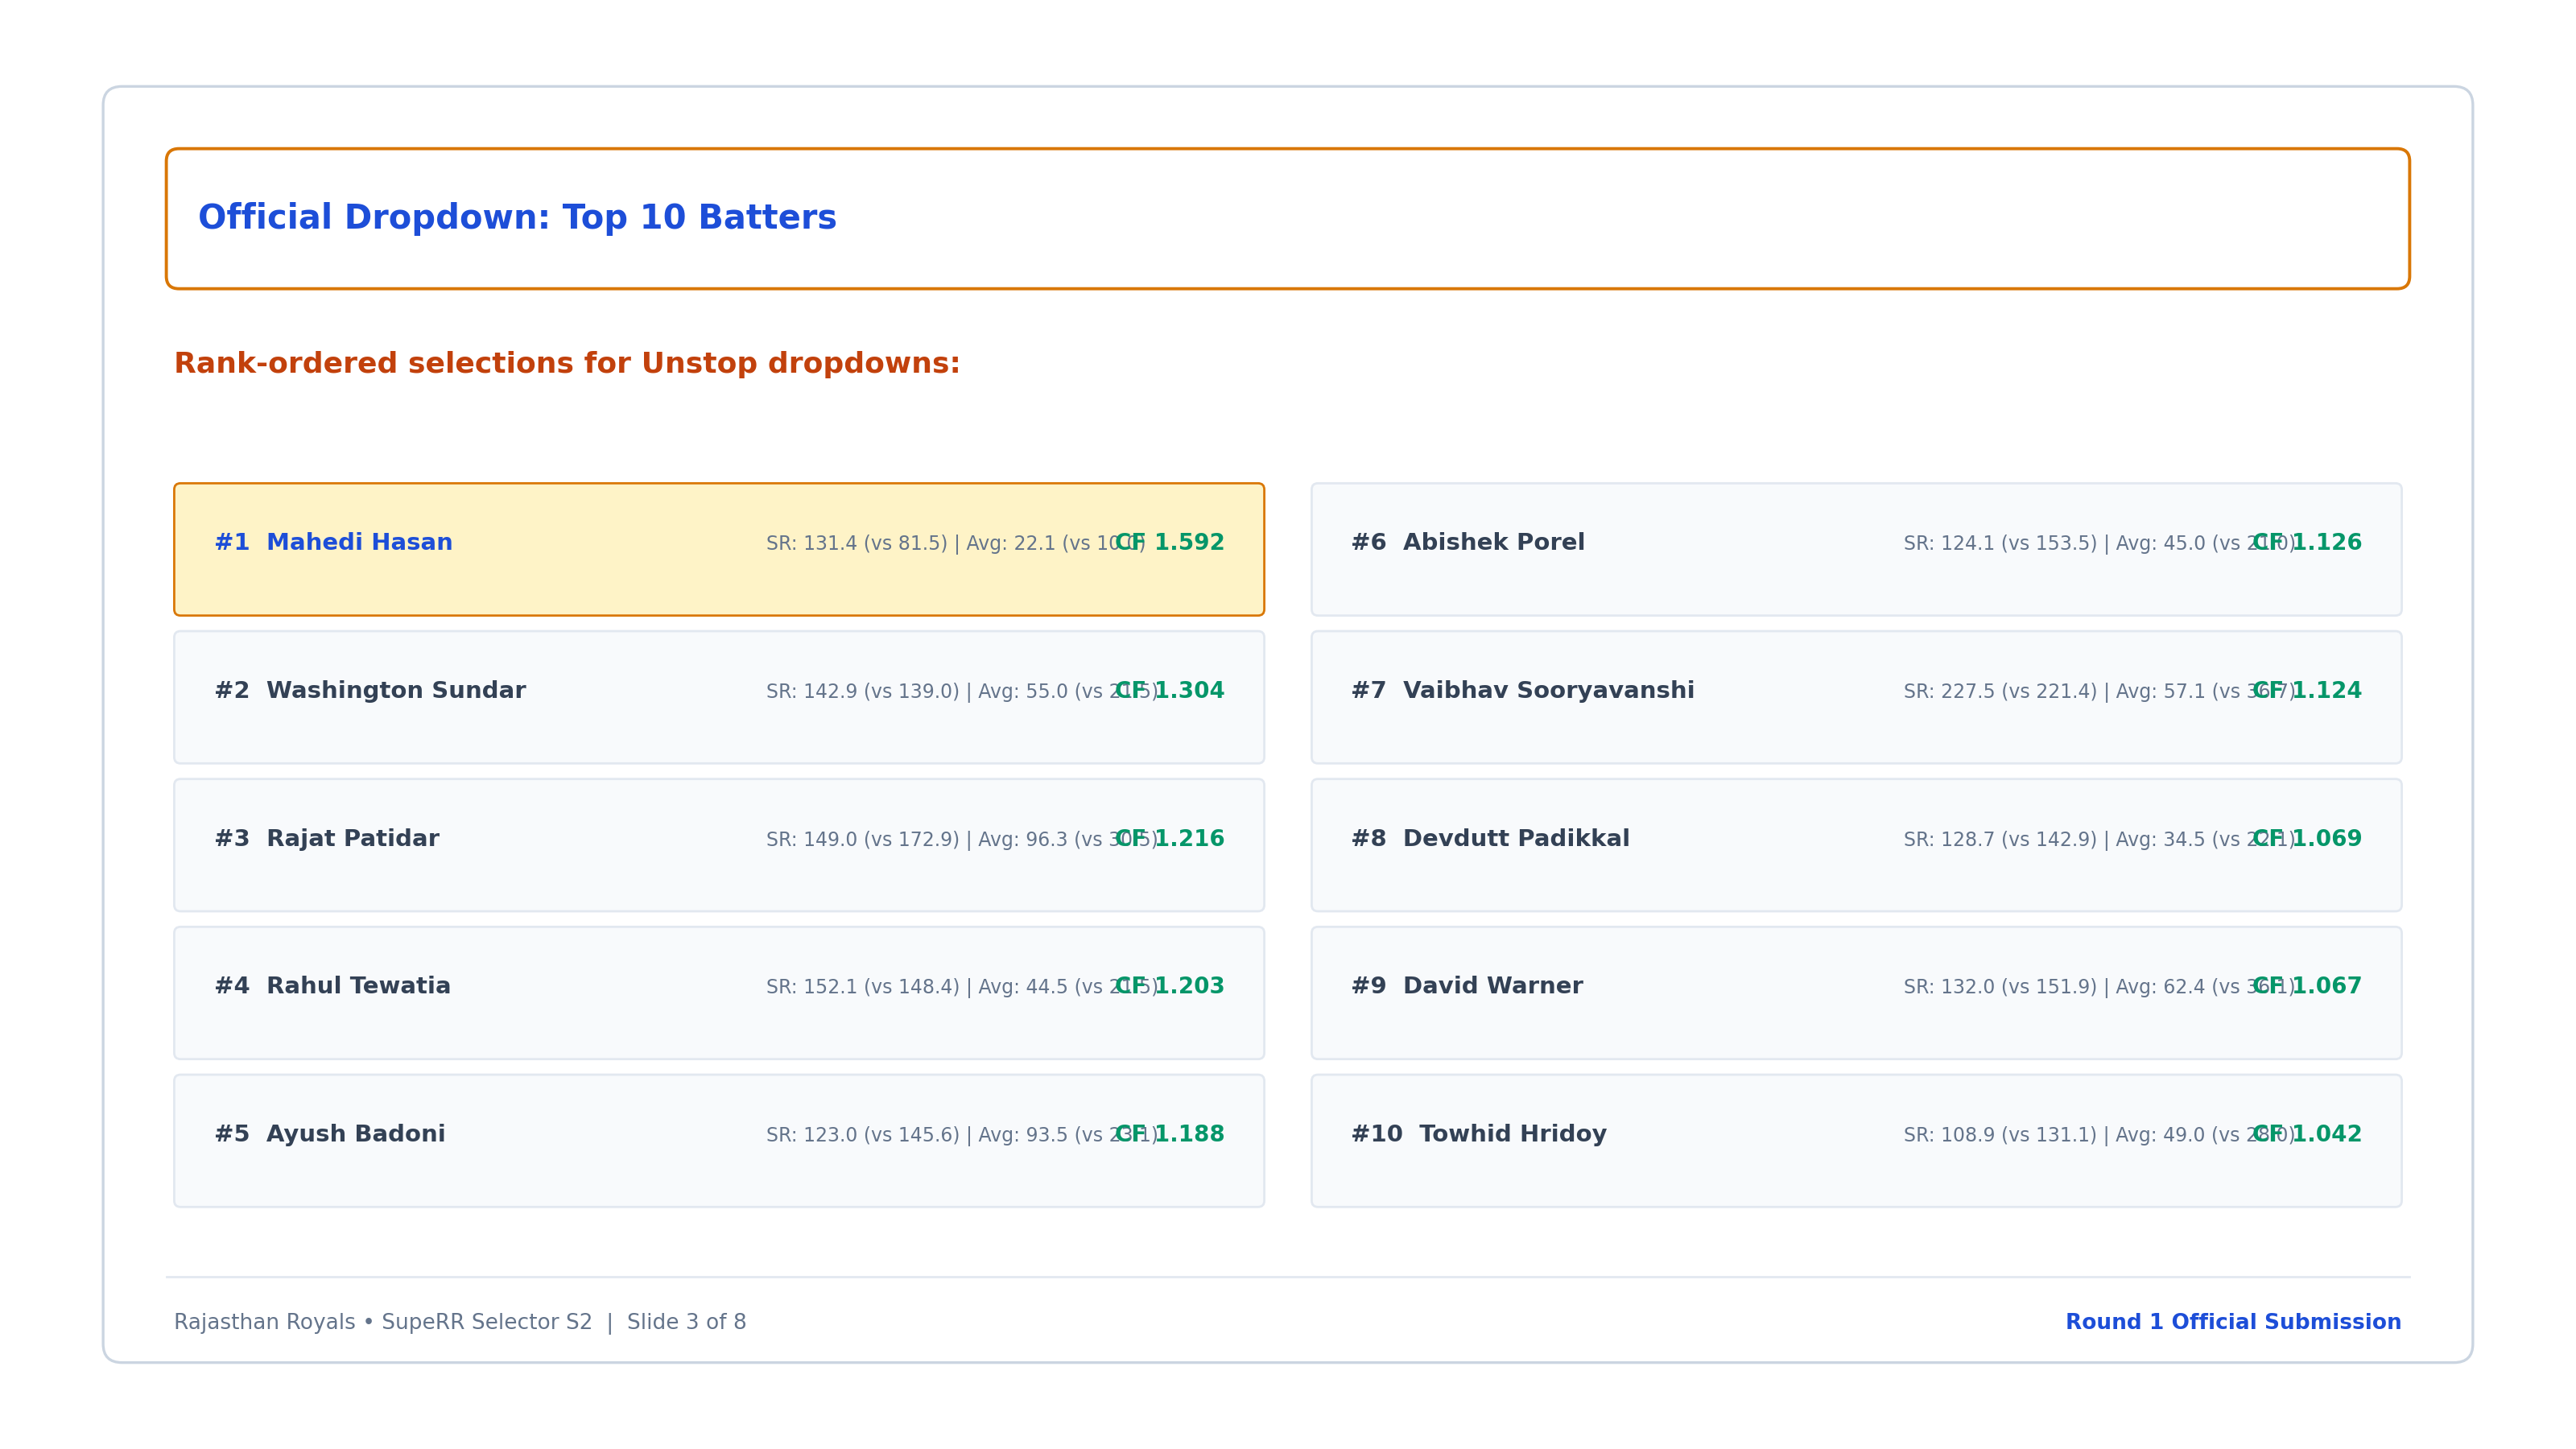 Official Dropdown: Top 10 Batters
Rank-ordered selections for Unstop dropdowns:
#1 Mahedi Hasan SR: 131.4 (vs 81.5) | Avg: 22.1 (vs CF 1.592
#2 Washington Sundar SR: 142.9 (vs 139.0) | Avg: 55.0 (vs CF 1.304
#3 Rajat Patidar SR: 149.0 (vs 172.9) | Avg: 96.3 (vs CF 1.216
#4 Rahul Tewatia SR: 152.1 (vs 148.4) | Avg: 44.5 (vs CF 1.203
#5 Ayush Badoni SR: 123.0 (vs 145.6) | Avg: 93.5 (vs CF 1.188
#6 Abishek Porel SR: 124.1 (vs 153.5) | Avg: 45.0 (vs CF 1.126
#7 Vaibhav Sooryavanshi SR: 227.5 (vs 221.4) | Avg: 57.1 (vs CF 1.124
#8 Devdutt Padikkal SR: 128.7 (vs 142.9) | Avg: 34.5 (vs CF 1.069
#9 David Warner SR: 132.0 (vs 151.9) | Avg: 62.4 (vs CF 1.067
#10 Towhid Hridoy SR: 108.9 (vs 131.1) | Avg: 49.0 (vs CF 1.042
Rajasthan Royals • SupeRR Selector S2 | Slide 3 of 8
Round 1 Official Submission